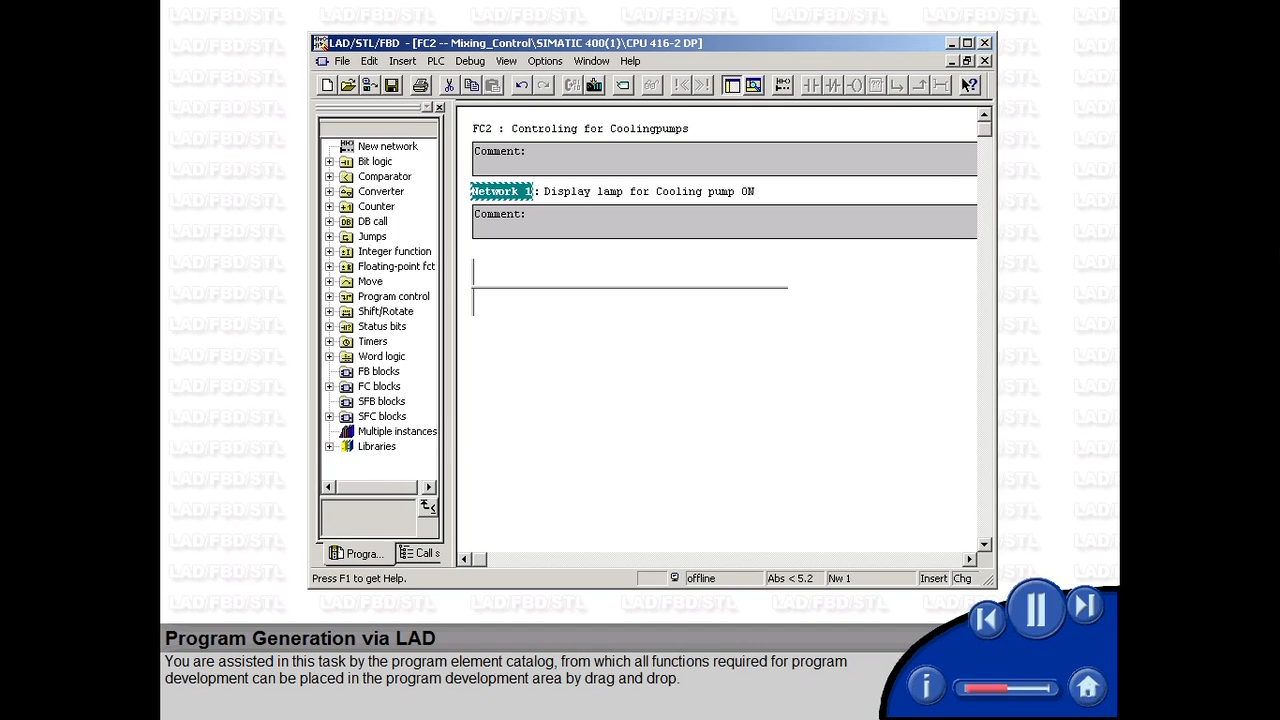 LAD/STL/FBD - [FC2 -- Mixing_Control\SIMATIC 400(1)\CPU 416-2 DP]
File Edit Insert PLC Debug View Options Window Help
New network
Bit logic
Comparator
Converter
Counter
DB call
Jumps
Integer function
Floating-point fct
Move
Program control
Shift/Rotate
Status bits
Timers
Word logic
FB blocks
FC blocks
SFB blocks
SFC blocks
Multiple instances
Libraries
Progra... Call s
FC2 : Controling for Coolingpumps
Comment:
Network 1: Display lamp for Cooling pump ON
Comment:
Press F1 to get Help. offline Abs < 5.2 Nw 1 Insert Chg
Program Generation via LAD
You are assisted in this task by the program element catalog, from which all functions required for program
development can be placed in the program development area by drag and drop.